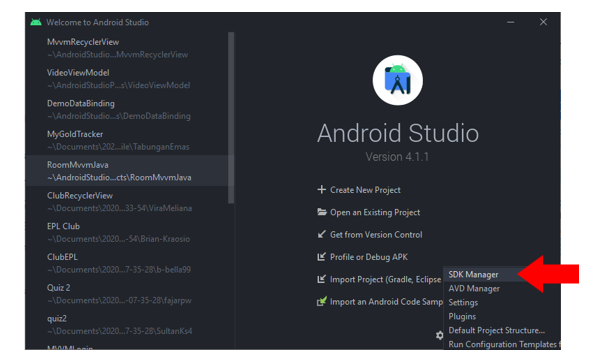 Welcome to Android Studio
MvvmRecyclerView
~\AndroidStudio...MvvmRecyclerView
VideoViewModel
~\AndroidStudioP...s\VideoViewModel
DemoDataBinding
~\AndroidStudio...s\DemoDataBinding
MyGoldTracker
~\Documents\202...ile\TabunganEmas
RoomMvvmJava
~\AndroidStudio...cts\RoomMvvmJava
ClubRecyclerView
~\Documents\2020...33-54\ViraMeliana
EPL Club
~\Documents\2020...-54\Brian-Kraosio
ClubEPL
~\Documents\2020...7-35-28\b-bella99
Quiz 2
~\Documents\2020...-07-35-28\fajarpw
quiz2
~\Documents\2020...7-35-28\SultanKs4
MVVMLogin
Android Studio
Version 4.1.1
Create New Project
Open an Existing Project
Get from Version Control
Profile or Debug APK
Import Project (Gradle, Eclipse
Import an Android Code Samp
SDK Manager
AVD Manager
Settings
Plugins
Default Project Structure...
Run Configuration Templates f